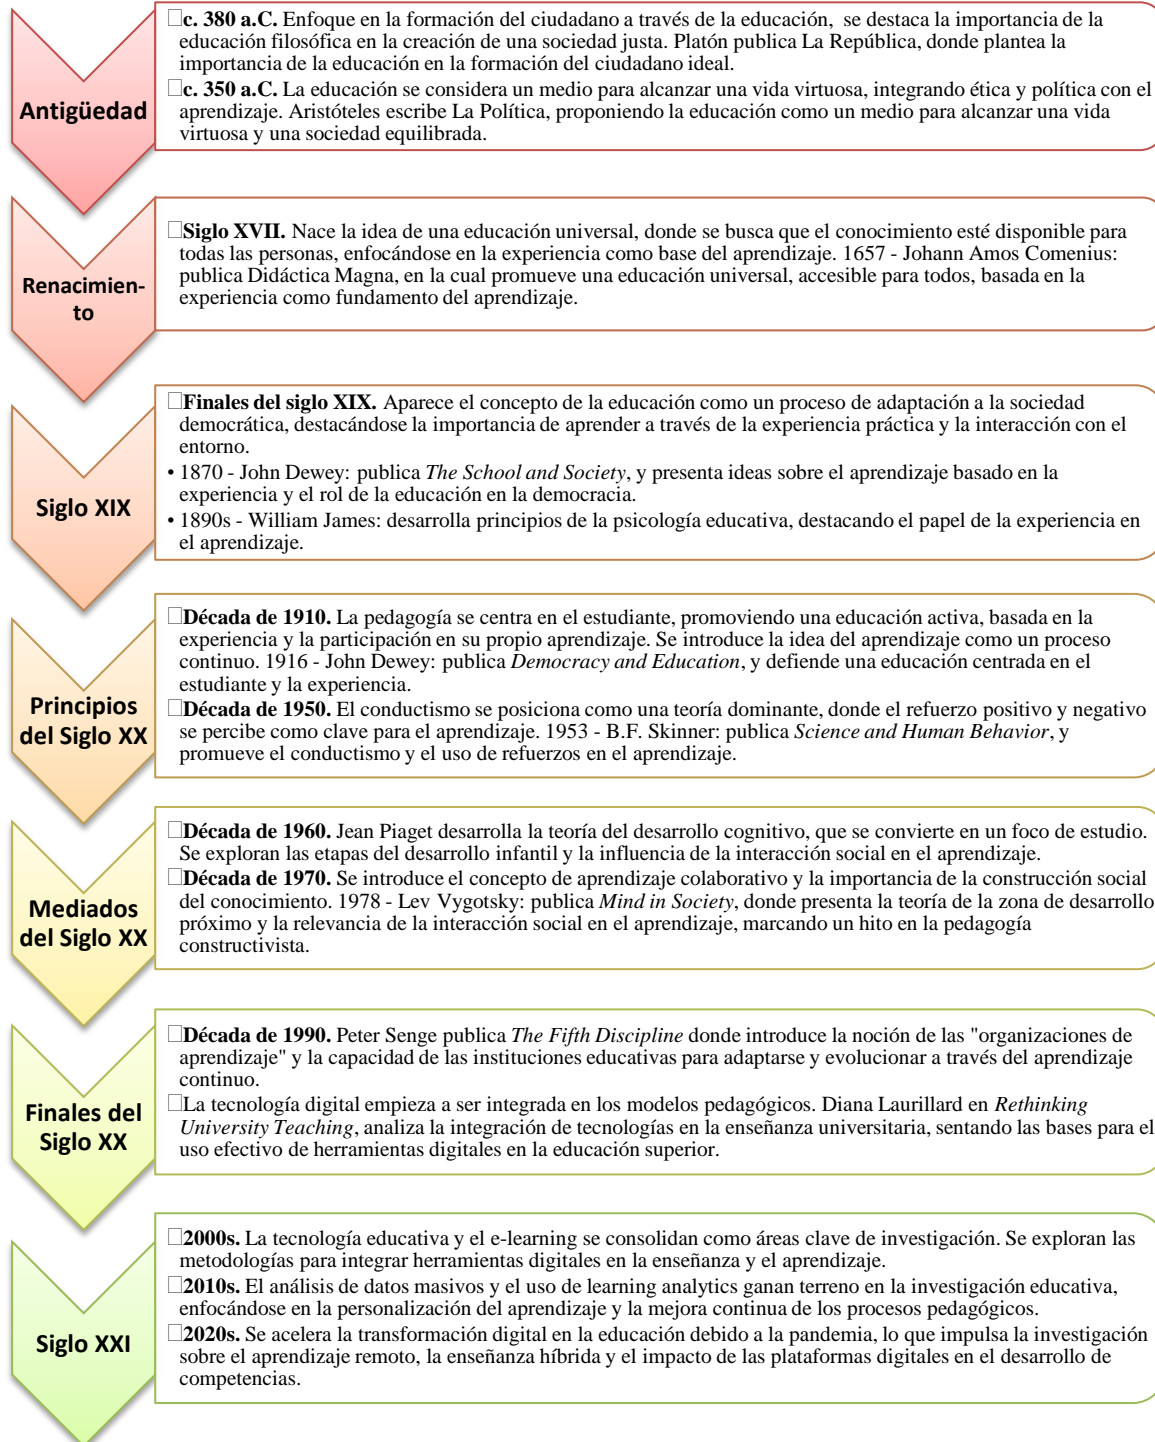 Antigüedad
□c. 380 a.C. Enfoque en la formación del ciudadano a través de la educación, se destaca la importancia de la
educación filosófica en la creación de una sociedad justa. Platón publica La República, donde plantea la
importancia de la educación en la formación del ciudadano ideal.
□c. 350 a.C. La educación se considera un medio para alcanzar una vida virtuosa, integrando ética y política con el
aprendizaje. Aristóteles escribe La Política, proponiendo la educación como un medio para alcanzar una vida
virtuosa y una sociedad equilibrada.
Renacimien-
to
□Siglo XVII. Nace la idea de una educación universal, donde se busca que el conocimiento esté disponible para
todas las personas, enfocándose en la experiencia como base del aprendizaje. 1657 - Johann Amos Comenius:
publica Didáctica Magna, en la cual promueve una educación universal, accesible para todos, basada en la
experiencia como fundamento del aprendizaje.
Siglo XIX
□Finales del siglo XIX. Aparece el concepto de la educación como un proceso de adaptación a la sociedad
democrática, destacándose la importancia de aprender a través de la experiencia práctica y la interacción con el
entorno.
• 1870 - John Dewey: publica The School and Society, y presenta ideas sobre el aprendizaje basado en la
experiencia y el rol de la educación en la democracia.
• 1890s - William James: desarrolla principios de la psicología educativa, destacando el papel de la experiencia en
el aprendizaje.
Principios
del Siglo XX
□Década de 1910. La pedagogía se centra en el estudiante, promoviendo una educación activa, basada en la
experiencia y la participación en su propio aprendizaje. Se introduce la idea del aprendizaje como un proceso
continuo. 1916 - John Dewey: publica Democracy and Education, y defiende una educación centrada en el
estudiante y la experiencia.
□Década de 1950. El conductismo se posiciona como una teoría dominante, donde el refuerzo positivo y negativo
se percibe como clave para el aprendizaje. 1953 - B.F. Skinner: publica Science and Human Behavior, y
promueve el conductismo y el uso de refuerzos en el aprendizaje.
Mediados
del Siglo XX
□Década de 1960. Jean Piaget desarrolla la teoría del desarrollo cognitivo, que se convierte en un foco de estudio.
Se exploran las etapas del desarrollo infantil y la influencia de la interacción social en el aprendizaje.
□Década de 1970. Se introduce el concepto de aprendizaje colaborativo y la importancia de la construcción social
del conocimiento. 1978 - Lev Vygotsky: publica Mind in Society, donde presenta la teoría de la zona de desarrollo
próximo y la relevancia de la interacción social en el aprendizaje, marcando un hito en la pedagogía
constructivista.
Finales del
Siglo XX
□Década de 1990. Peter Senge publica The Fifth Discipline donde introduce la noción de las "organizaciones de
aprendizaje" y la capacidad de las instituciones educativas para adaptarse y evolucionar a través del aprendizaje
continuo.
□La tecnología digital empieza a ser integrada en los modelos pedagógicos. Diana Laurillard en Rethinking
University Teaching, analiza la integración de tecnologías en la enseñanza universitaria, sentando las bases para el
uso efectivo de herramientas digitales en la educación superior.
Siglo XXI
□2000s. La tecnología educativa y el e-learning se consolidan como áreas clave de investigación. Se exploran las
metodologías para integrar herramientas digitales en la enseñanza y el aprendizaje.
□2010s. El análisis de datos masivos y el uso de learning analytics ganan terreno en la investigación educativa,
enfocándose en la personalización del aprendizaje y la mejora continua de los procesos pedagógicos.
□2020s. Se acelera la transformación digital en la educación debido a la pandemia, lo que impulsa la investigación
sobre el aprendizaje remoto, la enseñanza híbrida y el impacto de las plataformas digitales en el desarrollo de
competencias.